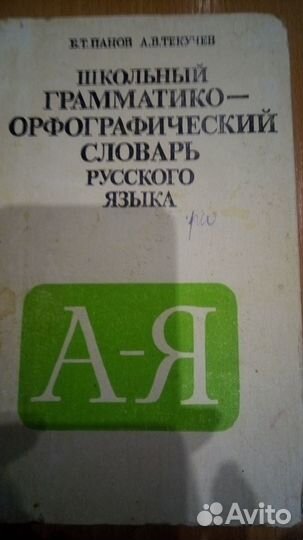 Б.Т.ПАНОВ А.В.ТЕКУЧЕВ
ШКОЛЬНЫЙ
ГРАММАТИКО—
ОРФОГРАФИЧЕСКИЙ
СЛОВАРЬ
РУССКОГО
ЯЗЫКА
А-Я
Avito